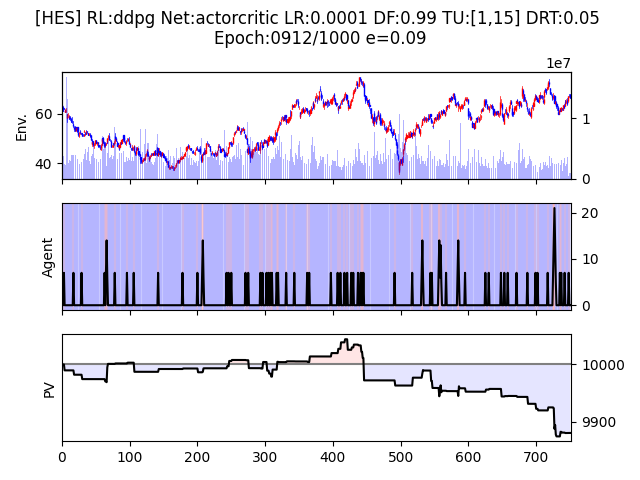 [HES] RL:ddpg Net:actorcritic LR:0.0001 DF:0.99 TU:[1,15] DRT:0.05
Epoch:0912/1000 e=0.09
1e7
Env.
60
40
1
0
Agent
20
10
0
PV
10000
9900
0 100 200 300 400 500 600 700